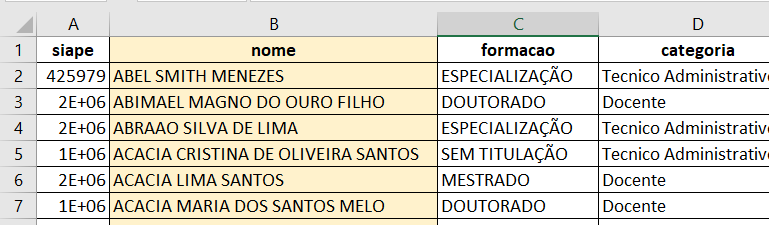 A B C D
1 siape nome formacao categoria
2 425979 ABEL SMITH MENEZES ESPECIALIZAÇÃO Tecnico Administrativ
3 2E+06 ABIMAEL MAGNO DO OURO FILHO DOUTORADO Docente
4 2E+06 ABRAAO SILVA DE LIMA ESPECIALIZAÇÃO Tecnico Administrativ
5 1E+06 ACACIA CRISTINA DE OLIVEIRA SANTOS SEM TITULAÇÃO Tecnico Administrativ
6 2E+06 ACACIA LIMA SANTOS MESTRADO Docente
7 1E+06 ACACIA MARIA DOS SANTOS MELO DOUTORADO Docente